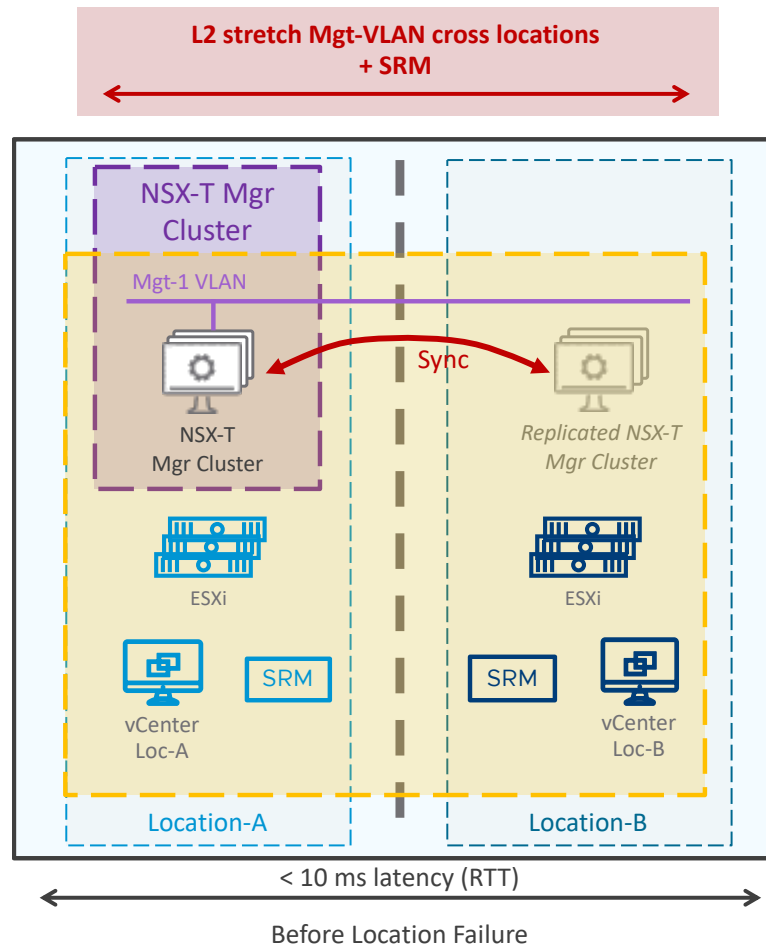 L2 stretch Mgt-VLAN cross locations
+ SRM
NSX-T Mgr
Cluster
Mgt-1 VLAN
Sync
NSX-T
Mgr Cluster
Replicated NSX-T
Mgr Cluster
ESXi
ESXi
SRM
SRM
vCenter
Loc-A
vCenter
Loc-B
Location-A
Location-B
< 10 ms latency (RTT)
Before Location Failure